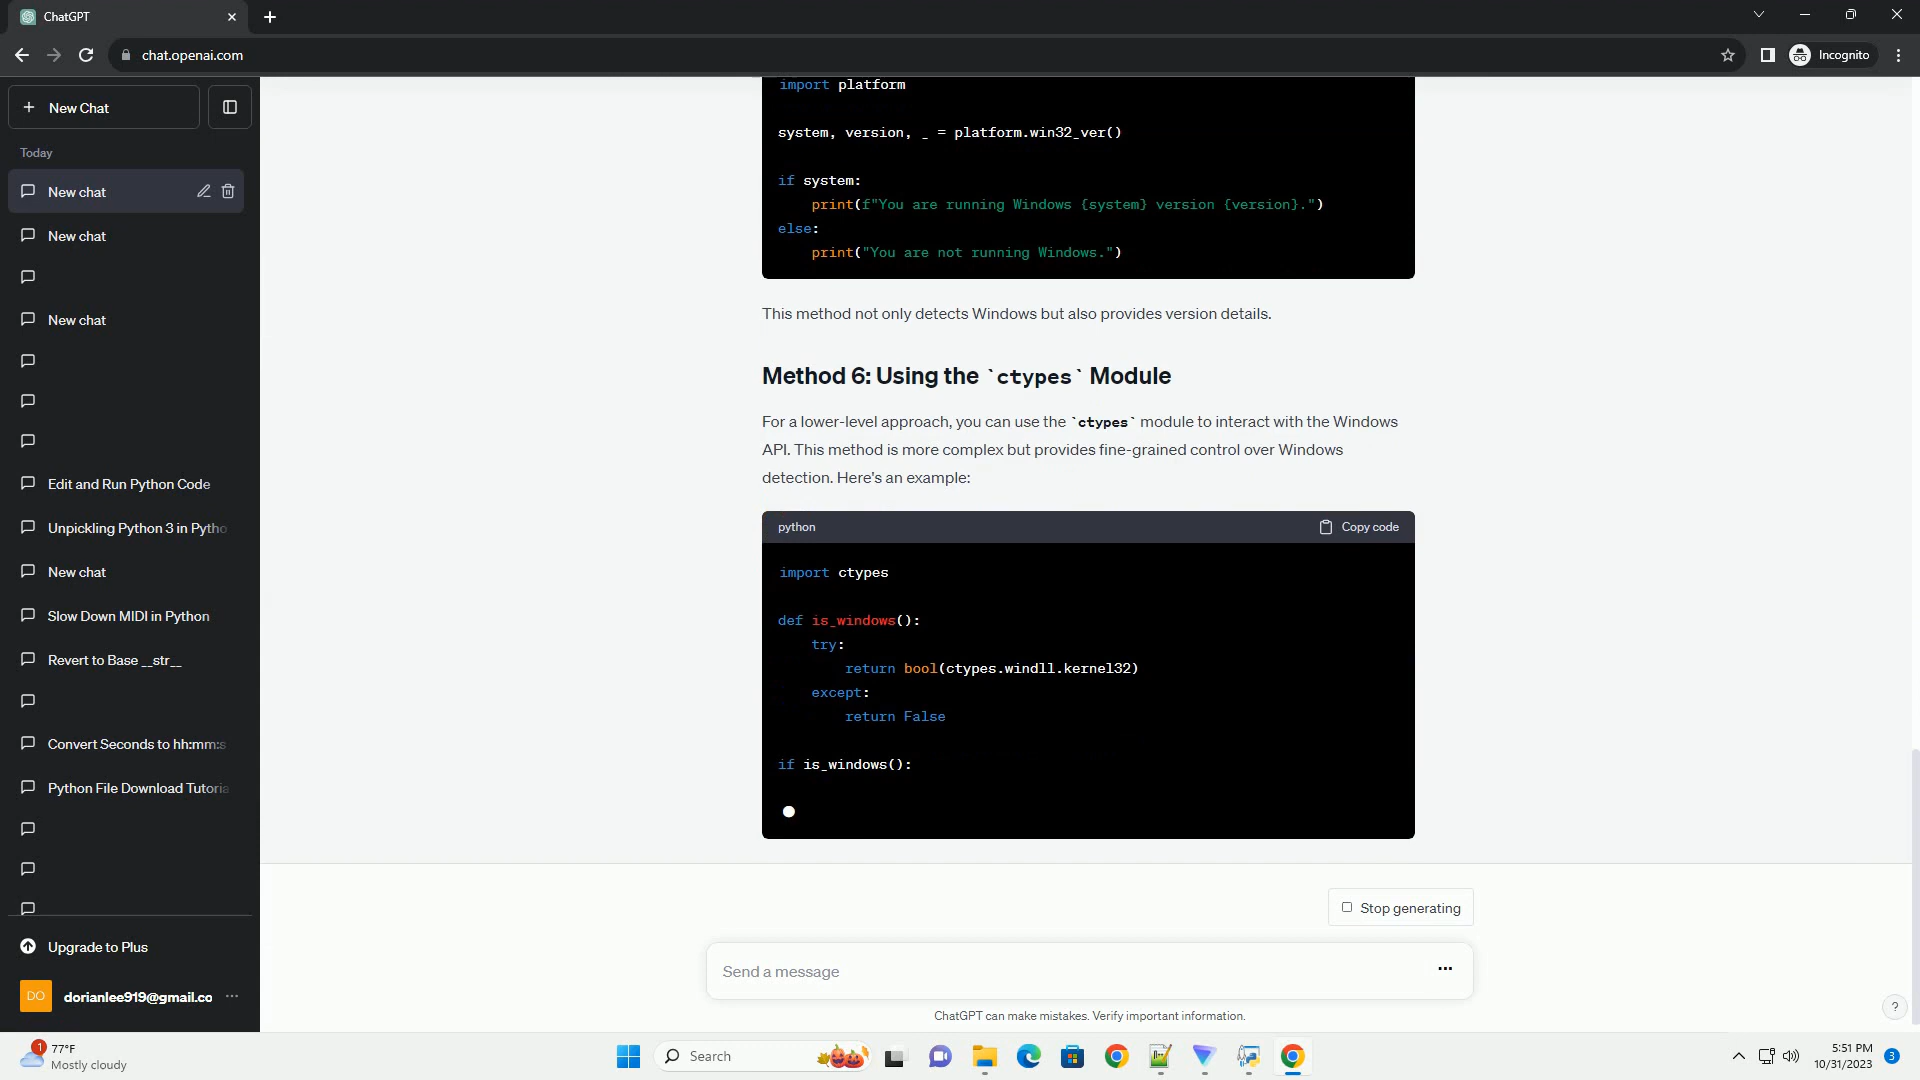 ChatGPT
chat.openai.com
Incognito
New Chat
Today
New chat
New chat
New chat
Edit and Run Python Code
Unpickling Python 3 in Pytho
New chat
Slow Down MIDI in Python
Revert to Base __str__
Convert Seconds to hh:mm:s
Python File Download Tutoria
Upgrade to Plus
DO
dorianlee919@gmail.co
import platform
system, version, _ = platform.win32_ver()
if system:
print(f"You are running Windows {system} version {version}.")
else:
print("You are not running Windows.")
This method not only detects Windows but also provides version details.
Method 6: Using the `ctypes` Module
For a lower-level approach, you can use the `ctypes` module to interact with the Windows
API. This method is more complex but provides fine-grained control over Windows
detection. Here's an example:
python
Copy code
import ctypes
def is_windows():
try:
return bool(ctypes.windll.kernel32)
except:
return False
if is_windows():
Stop generating
Send a message
ChatGPT can make mistakes. Verify important information.
?
1
77°F
Mostly cloudy
Search
5:51 PM
10/31/2023
3